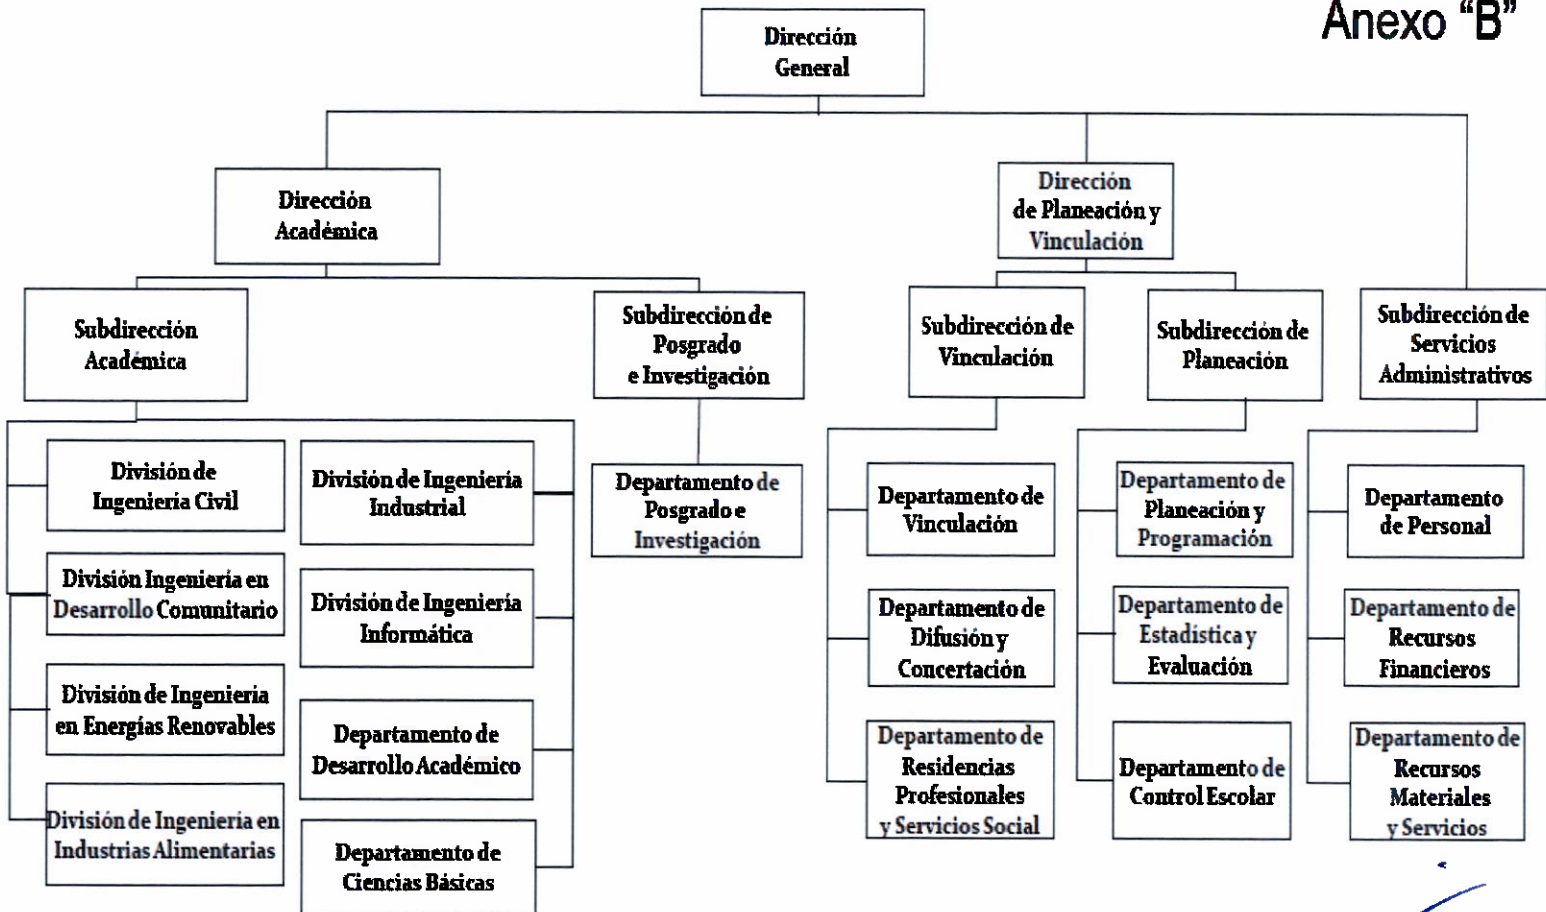 Anexo “B”
Dirección
General
Dirección
Académica
Dirección
de Planeación y
Vinculación
Subdirección
Académica
Subdirección de
Posgrado
e Investigación
Subdirección de
Vinculación
Subdirección de
Planeación
Subdirección de
Servicios
Administrativos
División de
Ingeniería Civil
División Ingeniería en
Desarrollo Comunitario
División de Ingeniería
en Energías Renovables
División de Ingeniería en
Industrias Alimentarias
División de Ingeniería
Industrial
División de Ingeniería
Informática
Departamento de
Desarrollo Académico
Departamento de
Ciencias Básicas
Departamento de
Posgrado e
Investigación
Departamento de
Vinculación
Departamento de
Difusión y
Concertación
Departamento de
Residencias
Profesionales
y Servicios Social
Departamento de
Planeación y
Programación
Departamento de
Estadística y
Evaluación
Departamento de
Control Escolar
Departamento
de Personal
Departamento de
Recursos
Financieros
Departamento de
Recursos
Materiales
y Servicios